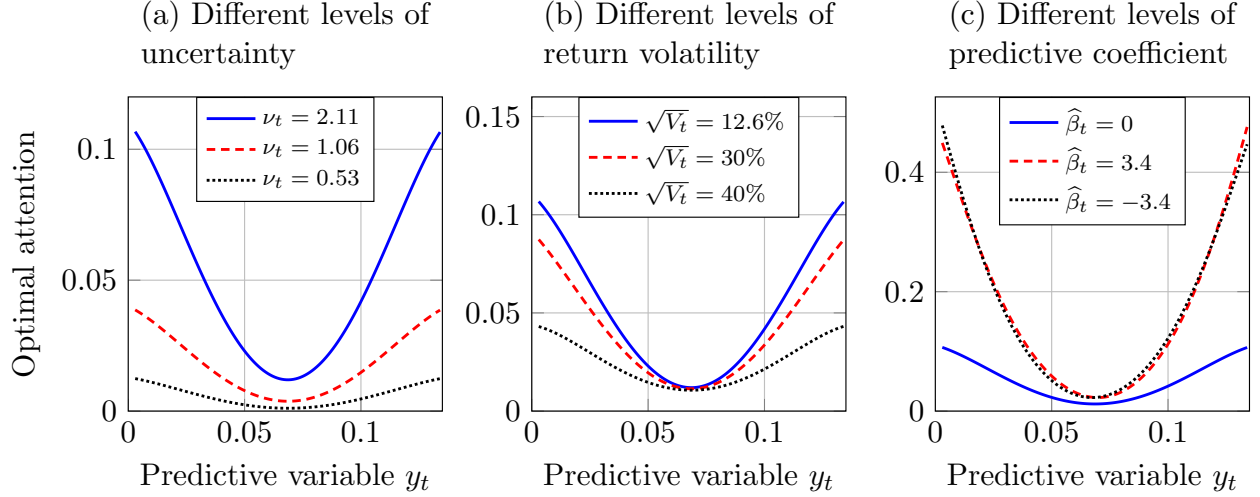 (a) Different levels of
uncertainty
(b) Different levels of
return volatility
(c) Different levels of
predictive coefficient
Optimal attention
0.1
0.05
0
0
0.05
0.1
ν_t = 2.11
ν_t = 1.06
ν_t = 0.53
Predictive variable y_t
0.15
0.1
0.05
0
0
0.05
0.1
√V_t = 12.6%
√V_t = 30%
√V_t = 40%
Predictive variable y_t
0.4
0.2
0
0
0.05
0.1
β̂_t = 0
β̂_t = 3.4
β̂_t = −3.4
Predictive variable y_t